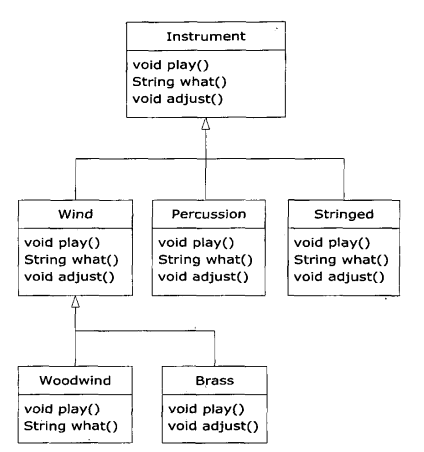 Instrument
void play()
String what()
void adjust()
Wind
void play()
String what()
void adjust()
Percussion
void play()
String what()
void adjust()
Stringed
void play()
String what()
void adjust()
Woodwind
void play()
String what()
Brass
void play()
void adjust()